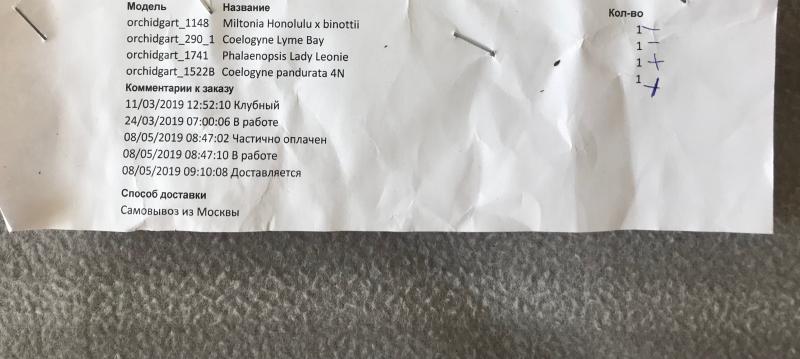 Модель Название Кол-во
orchidgart_1148 Miltonia Honolulu x binottii 1 —
orchidgart_290_1 Coelogyne Lyme Bay 1 —
orchidgart_1741 Phalaenopsis Lady Leonie 1 +
orchidgart_1522B Coelogyne pandurata 4N 1 +
Комментарии к заказу
11/03/2019 12:52:10 Клубный
24/03/2019 07:00:06 В работе
08/05/2019 08:47:02 Частично оплачен
08/05/2019 08:47:10 В работе
08/05/2019 09:10:08 Доставляется
Способ доставки
Самовывоз из Москвы